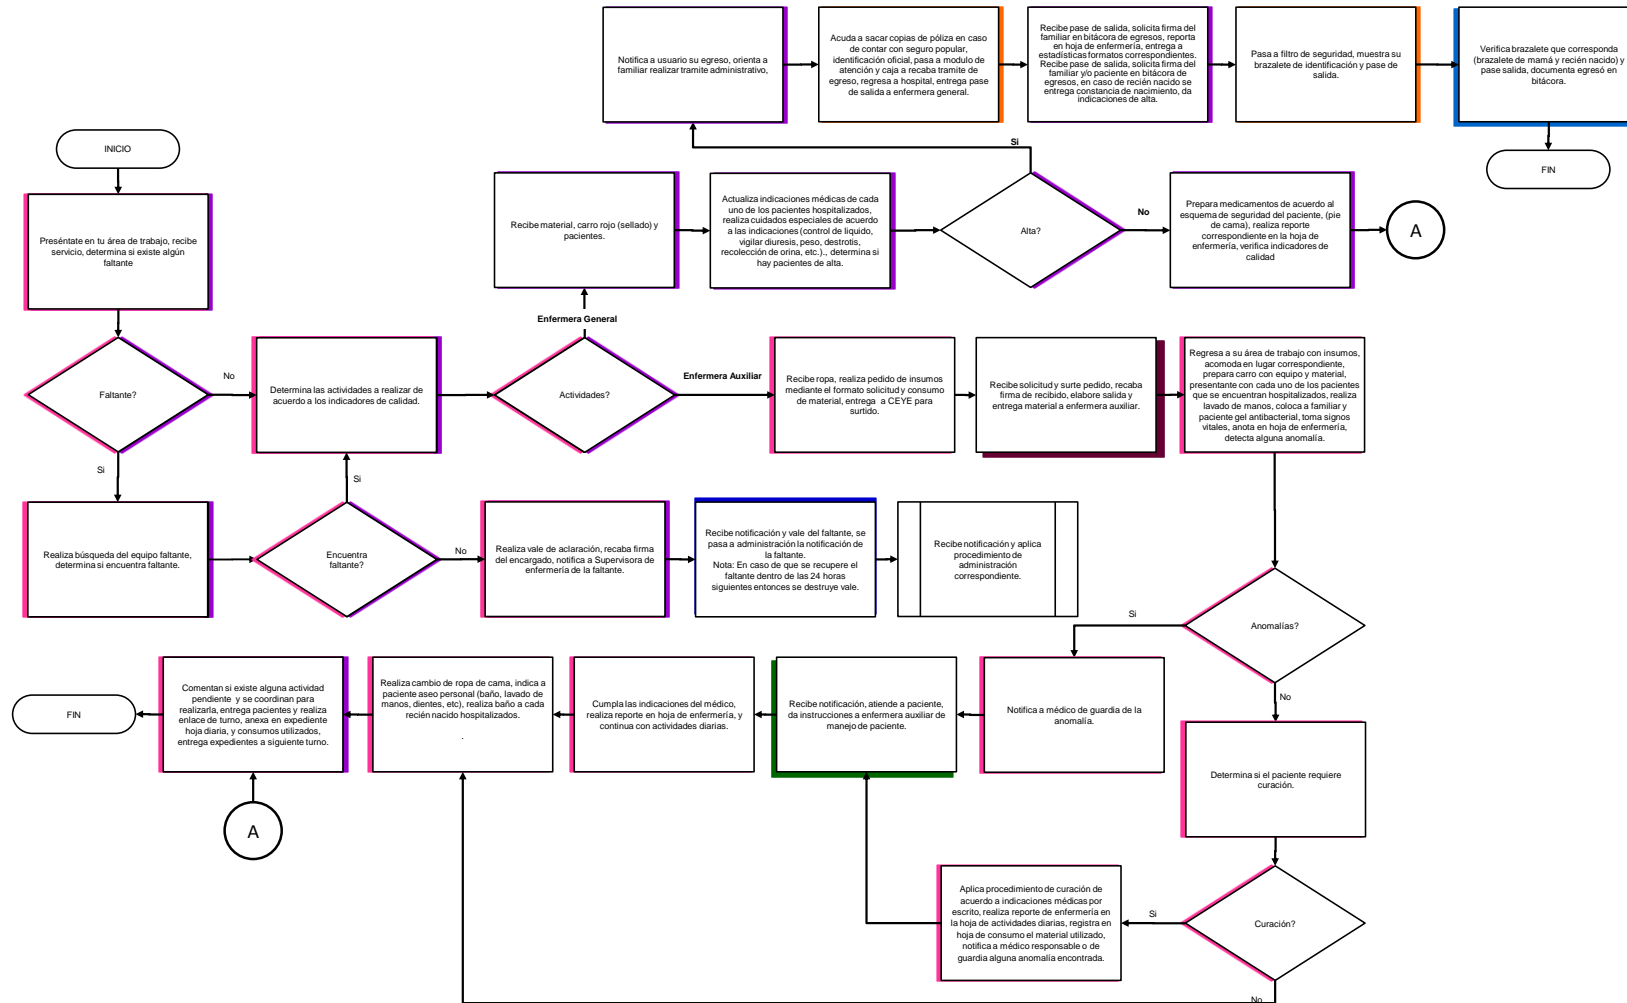 Notifica a usuario su egreso, orienta a
familiar realizar tramite administrativo,
Acuda a sacar copias de póliza en caso
de contar con seguro popular,
identificación oficial, pasa a modulo de
atención y caja a recaba tramite de
egreso, regresa a hospital, entrega pase
de salida a enfermera general.
Recibe pase de salida, solicita firma del
familiar en bitácora de egresos, reporta
en hoja de enfermería, entrega a
estadísticas formatos correspondientes.
Recibe pase de salida, solicita firma del
familiar y/o paciente en bitácora de
egresos, en caso de recién nacido se
entrega constancia de nacimiento, da
indicaciones de alta.
Pasa a filtro de seguridad, muestra su
brazalete de identificación y pase de
salida.
Verifica brazalete que corresponda
(brazalete de mamá y recién nacido) y
pase salida, documenta egresó en
bitácora.
INICIO
Si
FIN
Preséntate en tu área de trabajo, recibe
servicio, determina si existe algún
faltante
Recibe material, carro rojo (sellado) y
pacientes.
Actualiza indicaciones médicas de cada
uno de los pacientes hospitalizados,
realiza cuidados especiales de acuerdo
a las indicaciones (control de liquido,
vigilar diuresis, peso, destrotis,
recolección de orina, etc.)., determina si
hay pacientes de alta.
Alta?
No
Prepara medicamentos de acuerdo al
esquema de seguridad del paciente, (pie
de cama), realiza reporte
correspondiente en la hoja de
enfermería, verifica indicadores de
calidad
A
Enfermera General
Faltante?
No
Determina las actividades a realizar de
acuerdo a los indicadores de calidad.
Actividades?
Enfermera Auxiliar
Recibe ropa, realiza pedido de insumos
mediante el formato solicitud y consumo
de material, entrega a CEYE para
surtido.
Recibe solicitud y surte pedido, recaba
firma de recibido, elabore salida y
entrega material a enfermera auxiliar.
Regresa a su área de trabajo con insumos,
acomoda en lugar correspondiente,
prepara carro con equipo y material,
presentante con cada uno de los pacientes
que se encuentran hospitalizados, realiza
lavado de manos, coloca a familiar y
paciente gel antibacterial, toma signos
vitales, anota en hoja de enfermería,
detecta alguna anomalía.
Si
Si
Realiza búsqueda del equipo faltante,
determina si encuentra faltante.
Encuentra
faltante?
No
Realiza vale de aclaración, recaba firma
del encargado, notifica a Supervisora de
enfermería de la faltante.
Recibe notificación y vale del faltante, se
pasa a administración la notificación de
la faltante.
Nota: En caso de que se recupere el
faltante dentro de las 24 horas
siguientes entonces se destruye vale.
Recibe notificación y aplica
procedimiento de
administración
correspondiente.
Anomalías?
Si
No
FIN
Comentan si existe alguna actividad
pendiente y se coordinan para
realizarla, entrega pacientes y realiza
enlace de turno, anexa en expediente
hoja diaria, y consumos utilizados,
entrega expedientes a siguiente turno.
Realiza cambio de ropa de cama, indica a
paciente aseo personal (baño, lavado de
manos, dientes, etc), realiza baño a cada
recién nacido hospitalizados.
.
Cumpla las indicaciones del médico,
realiza reporte en hoja de enfermería, y
continua con actividades diarias.
Recibe notificación, atiende a paciente,
da instrucciones a enfermera auxiliar de
manejo de paciente.
Notifica a médico de guardia de la
anomalía.
Determina si el paciente requiere
curación.
A
Aplica procedimiento de curación de
acuerdo a indicaciones médicas por
escrito, realiza reporte de enfermería en
la hoja de actividades diarias, registra en
hoja de consumo el material utilizado,
notifica a médico responsable o de
guardia alguna anomalía encontrada.
Si
Curación?
No